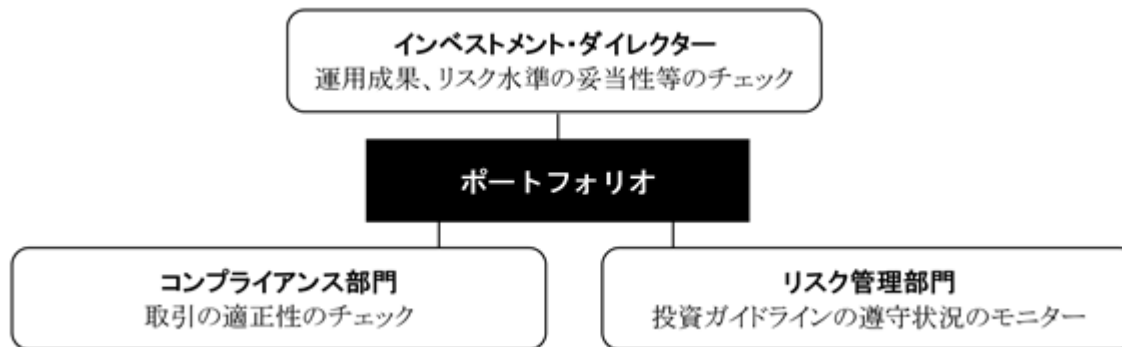 インベストメント・ダイレクター
運用成果、リスク水準の妥当性等のチェック
ポートフォリオ
コンプライアンス部門
取引の適正性のチェック
リスク管理部門
投資ガイドラインの遵守状況のモニター